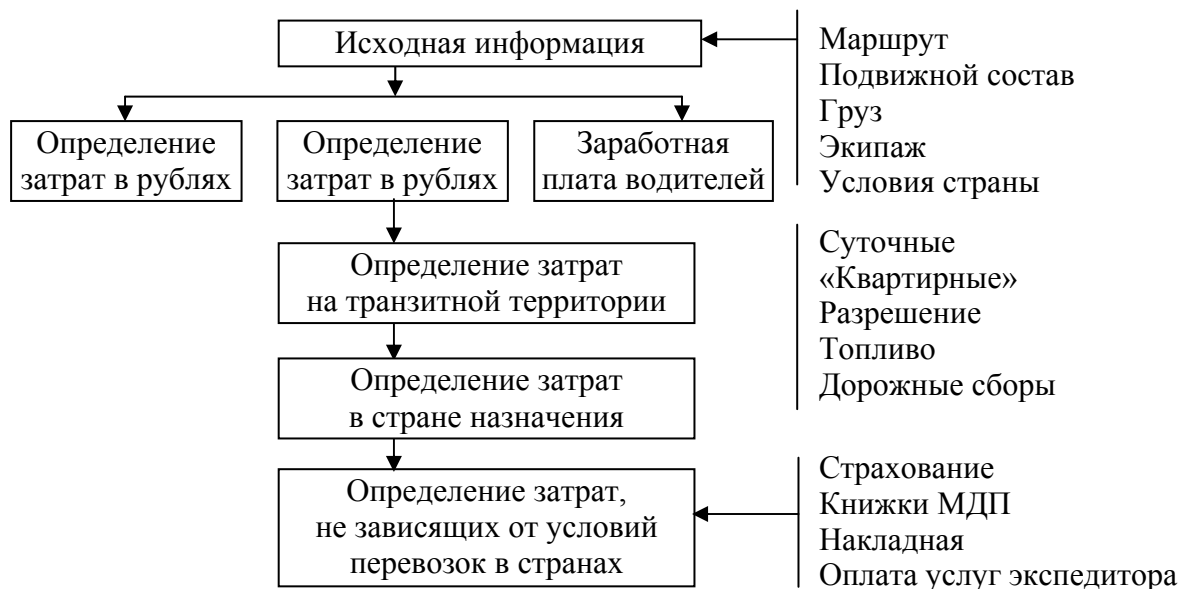 Исходная информация
Маршрут
Подвижной состав
Груз
Экипаж
Условия страны
Определение
затрат в рублях
Определение
затрат в рублях
Заработная
плата водителей
Определение затрат
на транзитной территории
Суточные
«Квартирные»
Разрешение
Топливо
Дорожные сборы
Определение затрат
в стране назначения
Определение затрат,
не зависящих от условий
перевозок в странах
Страхование
Книжки МДП
Накладная
Оплата услуг экспедитора